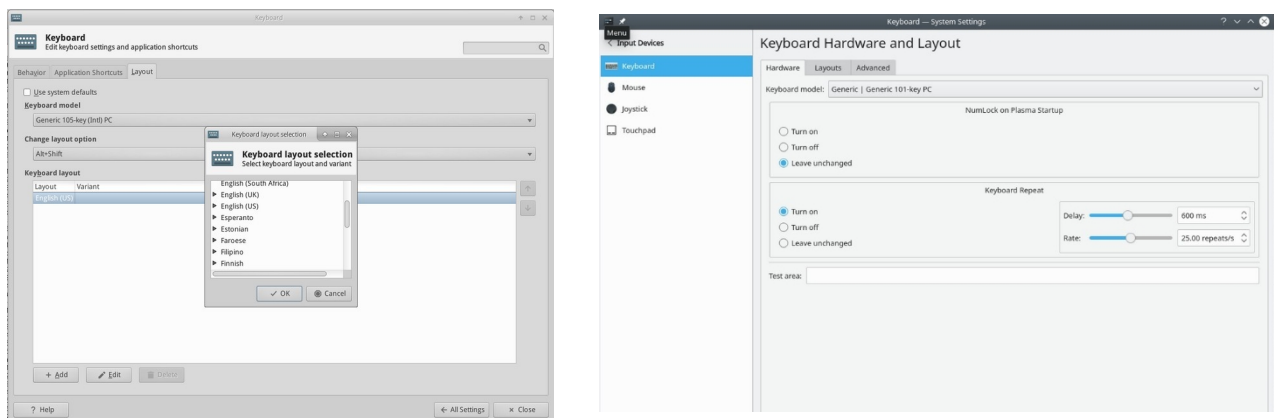 Keyboard
Keyboard
Edit keyboard settings and application shortcuts
Behavior Application Shortcuts Layout
Use system defaults
Keyboard model
Generic 105-key (Intl) PC
Change layout option
Alt+Shift
Keyboard layout
Layout Variant
English (US)
Keyboard layout selection
Keyboard layout selection
Select keyboard layout and variant
English (South Africa)
English (UK)
English (US)
Esperanto
Estonian
Faroese
Filipino
Finnish
OK Cancel
Add Edit Delete
Help All Settings Close
Keyboard — System Settings
Menu
Input Devices
Keyboard
Mouse
Joystick
Touchpad
Keyboard Hardware and Layout
Hardware Layouts Advanced
Keyboard model: Generic | Generic 101-key PC
NumLock on Plasma Startup
Turn on
Turn off
Leave unchanged
Keyboard Repeat
Turn on
Turn off
Leave unchanged
Delay: 600 ms
Rate: 25.00 repeats/s
Test area: